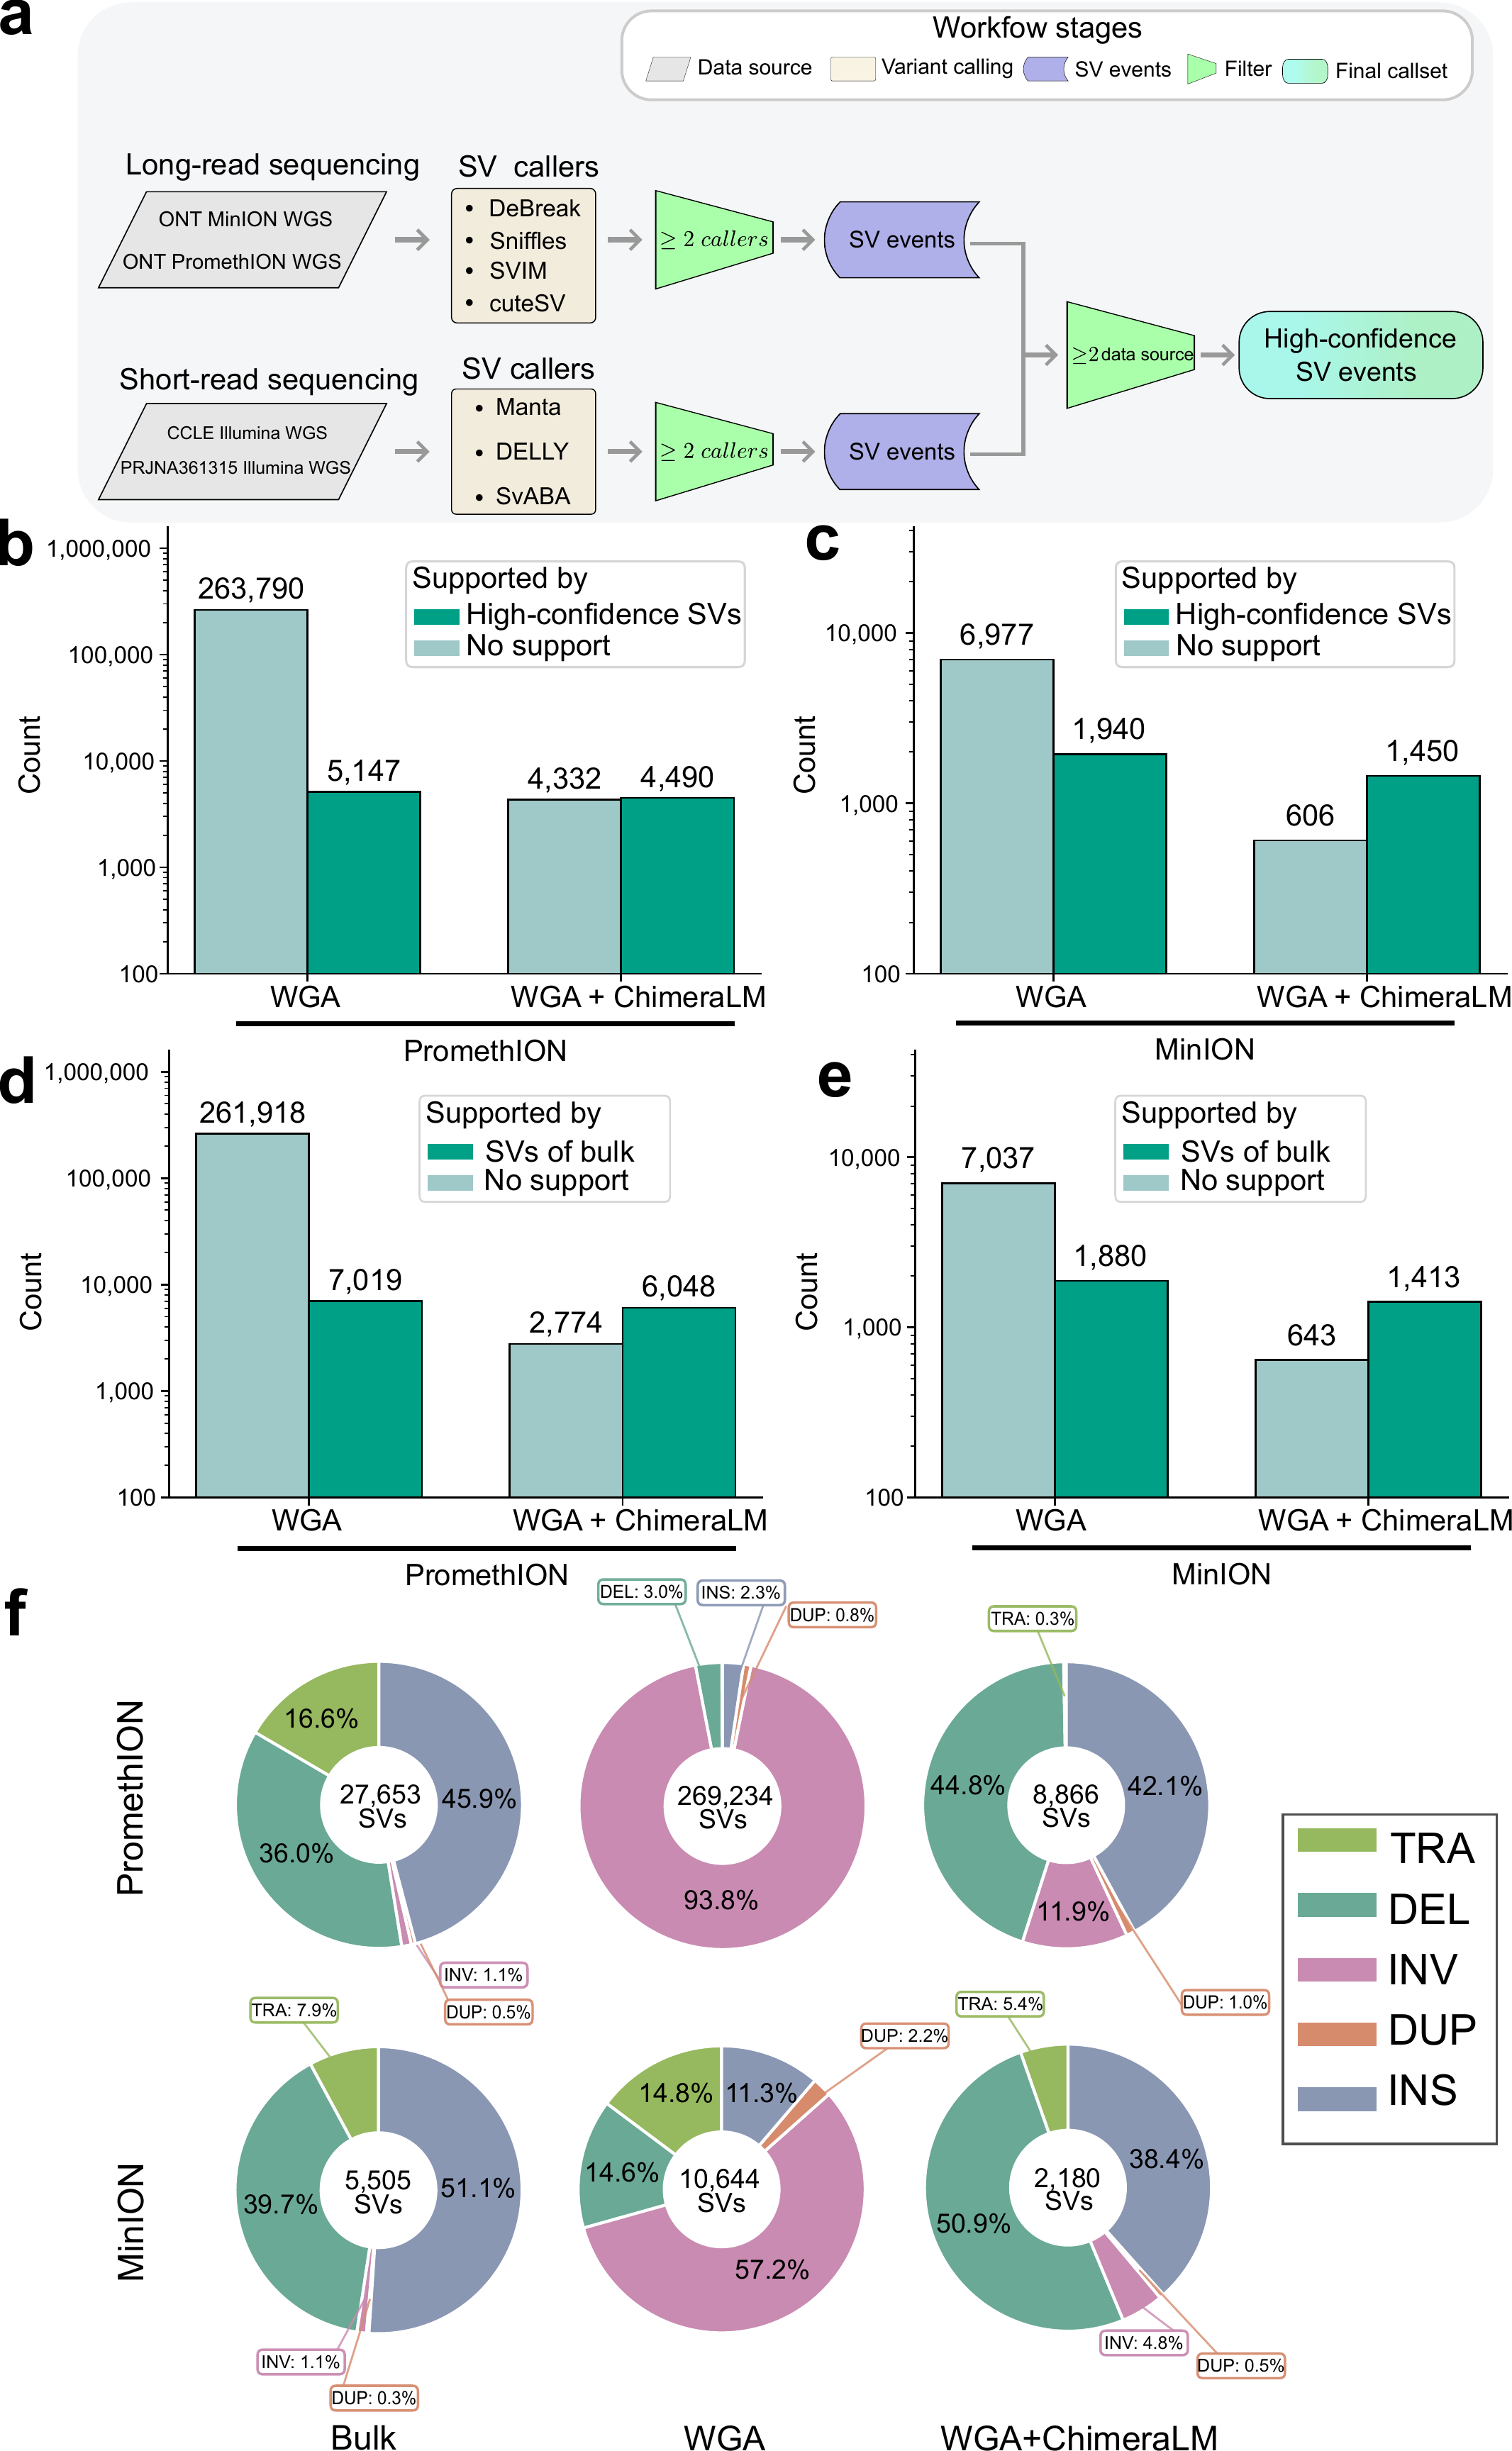 a
Workfow stages
Data source
Variant calling
SV events
Filter
Final callset
Long-read sequencing
ONT MinION WGS
ONT PromethION WGS
SV callers
• DeBreak
• Sniffles
• SVIM
• cuteSV
≥ 2 callers
SV events
Short-read sequencing
CCLE Illumina WGS
PRJNA361315 Illumina WGS
SV callers
• Manta
• DELLY
• SvABA
≥ 2 callers
SV events
≥2 data source
High-confidence
SV events
b
1,000,000
100,000
10,000
1,000
100
Count
263,790
5,147
4,332
4,490
Supported by
High-confidence SVs
No support
WGA
WGA + ChimeraLM
PromethION
c
10,000
1,000
100
Count
6,977
1,940
606
1,450
Supported by
High-confidence SVs
No support
WGA
WGA + ChimeraLM
MinION
d
1,000,000
100,000
10,000
1,000
100
Count
261,918
7,019
2,774
6,048
Supported by
SVs of bulk
No support
WGA
WGA + ChimeraLM
PromethION
e
10,000
1,000
100
Count
7,037
1,880
643
1,413
Supported by
SVs of bulk
No support
WGA
WGA + ChimeraLM
MinION
f
PromethION
16.6%
45.9%
36.0%
27,653
SVs
INV: 1.1%
DUP: 0.5%
DEL: 3.0%
INS: 2.3%
DUP: 0.8%
269,234
SVs
93.8%
TRA: 0.3%
44.8%
42.1%
8,866
SVs
11.9%
DUP: 1.0%
MinION
TRA: 7.9%
39.7%
51.1%
5,505
SVs
INV: 1.1%
DUP: 0.3%
DUP: 2.2%
14.8%
11.3%
14.6%
10,644
SVs
57.2%
TRA: 5.4%
38.4%
50.9%
2,180
SVs
INV: 4.8%
DUP: 0.5%
TRA
DEL
INV
DUP
INS
Bulk
WGA
WGA+ChimeraLM